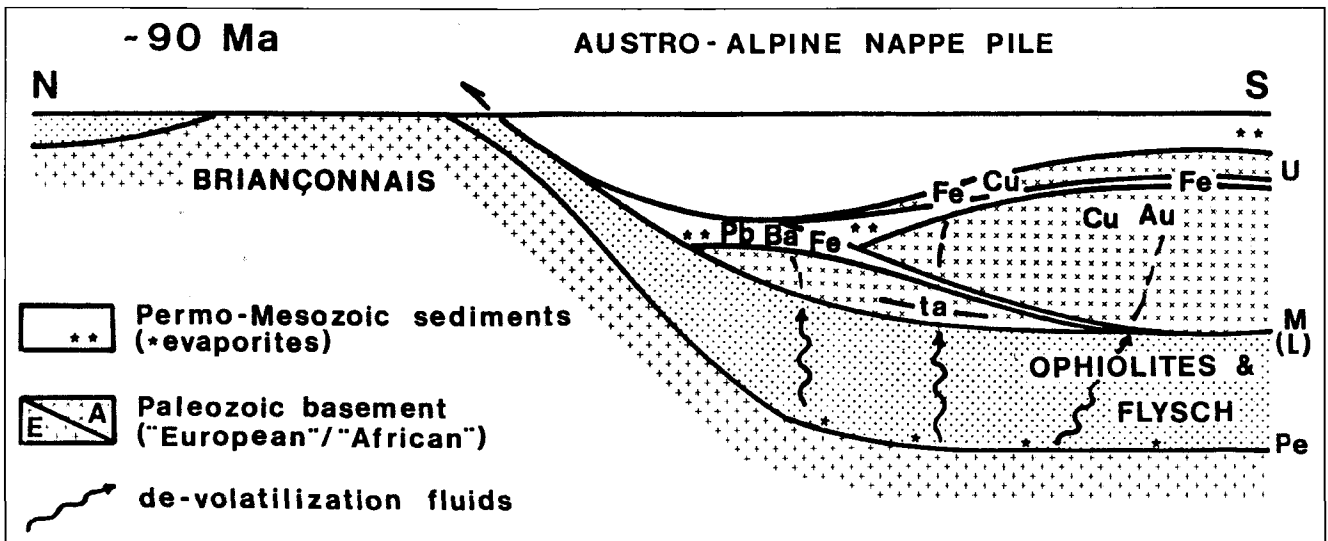 ~90 Ma
AUSTRO-ALPINE NAPPE PILE
N
S
**
U
BRIANÇONNAIS
Fe Cu
Fe
Cu Au
** Pb Ba Fe **
ta
M
(L)
OPHIOLITES &
FLYSCH
Pe
** Permo-Mesozoic sediments
(*evaporites)
E A
Paleozoic basement
("European"/"African")
de-volatilization fluids